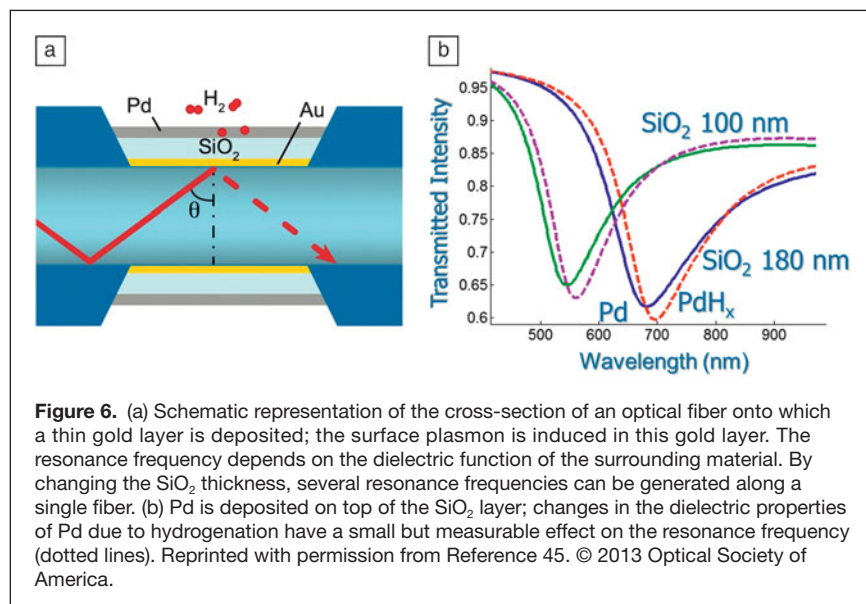 a
Pd
H₂
Au
SiO₂
θ
b
Transmitted Intensity
0.95
0.9
0.85
0.8
0.75
0.7
0.65
0.6
SiO₂ 100 nm
SiO₂ 180 nm
Pd
PdHₓ
500 600 700 800 900
Wavelength (nm)
Figure 6. (a) Schematic representation of the cross-section of an optical fiber onto which
a thin gold layer is deposited; the surface plasmon is induced in this gold layer. The
resonance frequency depends on the dielectric function of the surrounding material. By
changing the SiO₂ thickness, several resonance frequencies can be generated along a
single fiber. (b) Pd is deposited on top of the SiO₂ layer; changes in the dielectric properties
of Pd due to hydrogenation have a small but measurable effect on the resonance frequency
(dotted lines). Reprinted with permission from Reference 45. © 2013 Optical Society of
America.